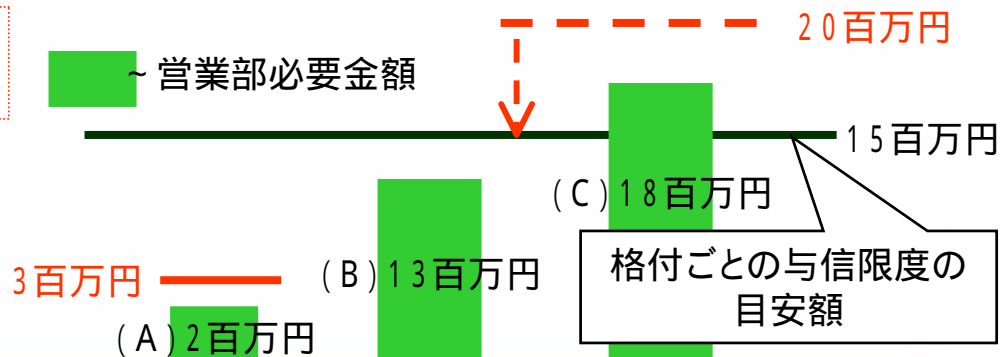 20百万円
~営業部必要金額
15百万円
(C)18百万円
格付ごとの与信限度の
目安額
3百万円
(B)13百万円
(A)2百万円